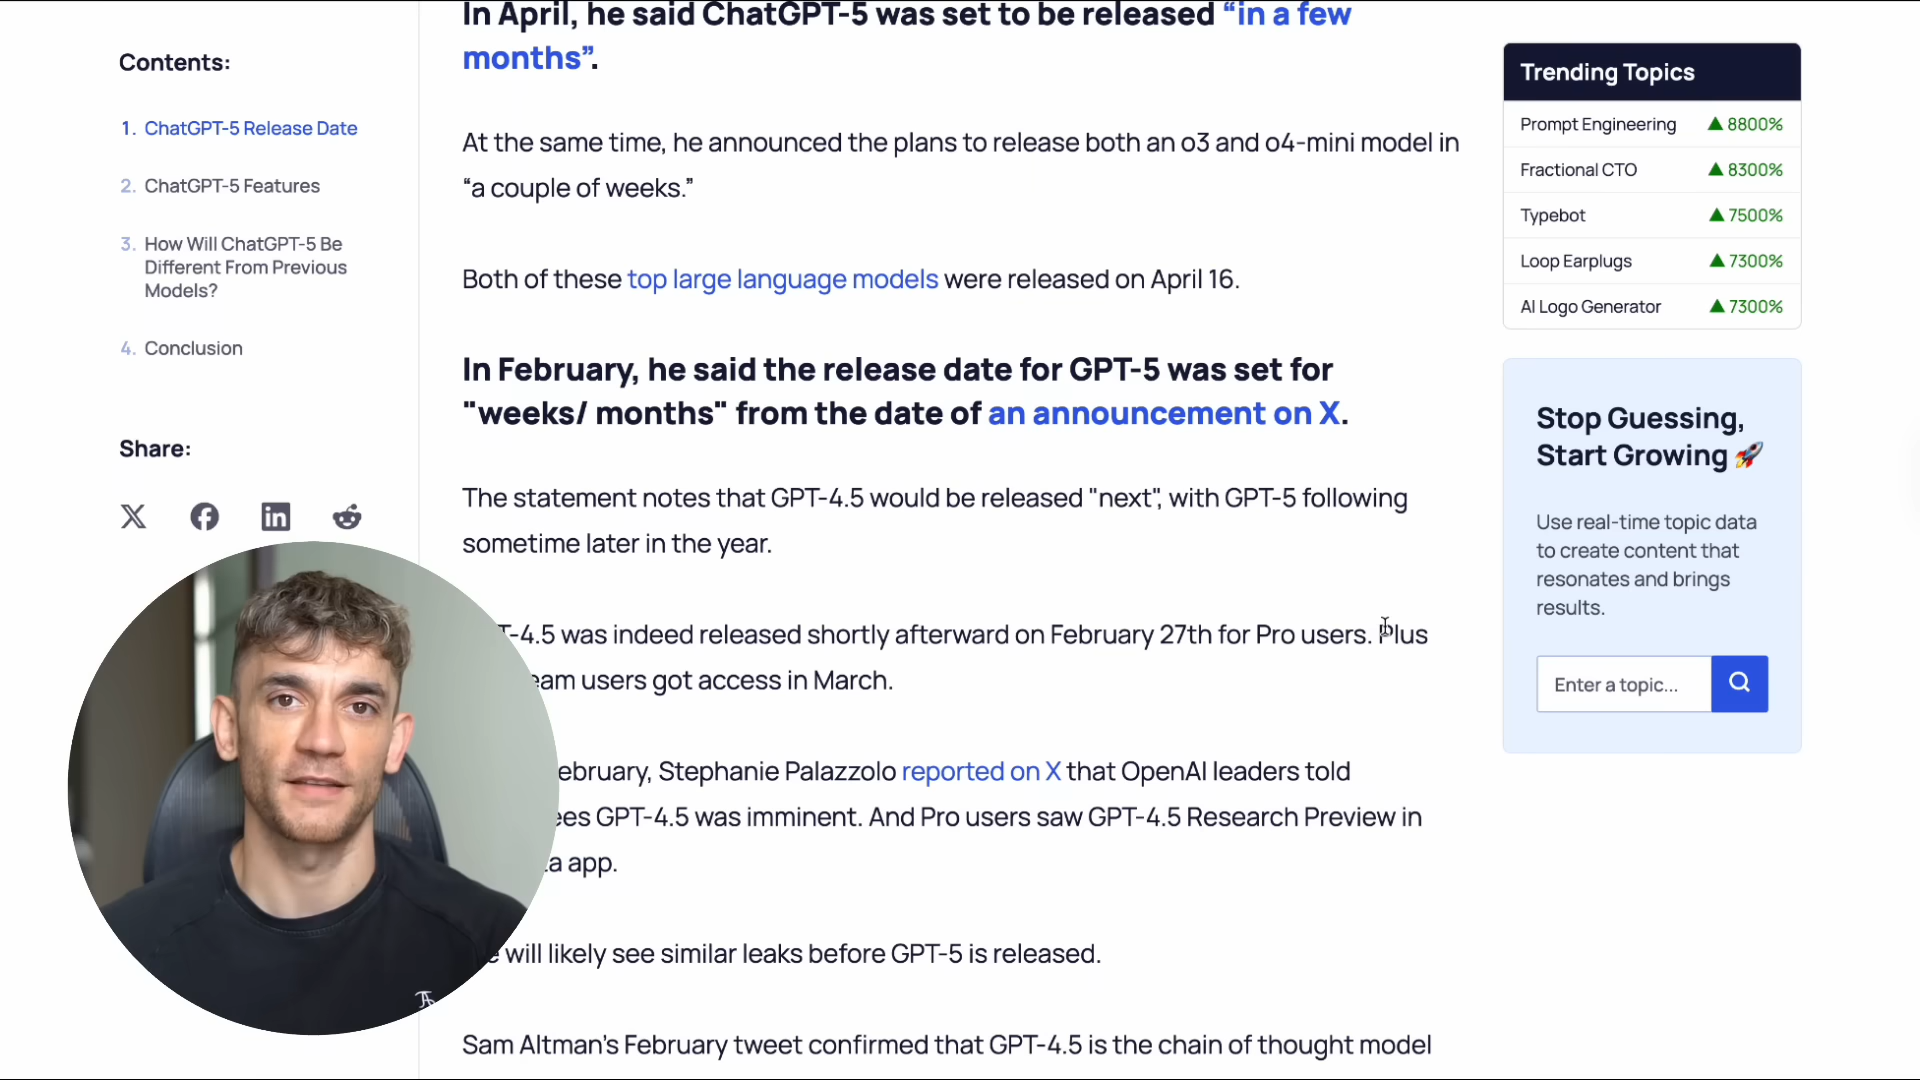 Contents:
1. ChatGPT-5 Release Date
2. ChatGPT-5 Features
3. How Will ChatGPT-5 Be
Different From Previous
Models?
4. Conclusion
Share:
In April, he said ChatGPT-5 was set to be released “in a few
months”.
At the same time, he announced the plans to release both an o3 and o4-mini model in
“a couple of weeks.”
Both of these top large language models were released on April 16.
In February, he said the release date for GPT-5 was set for
"weeks/ months" from the date of an announcement on X.
The statement notes that GPT-4.5 would be released "next", with GPT-5 following
sometime later in the year.
T-4.5 was indeed released shortly afterward on February 27th for Pro users. Plus
eam users got access in March.
ebruary, Stephanie Palazzolo reported on X that OpenAI leaders told
ees GPT-4.5 was imminent. And Pro users saw GPT-4.5 Research Preview in
a app.
will likely see similar leaks before GPT-5 is released.
Sam Altman’s February tweet confirmed that GPT-4.5 is the chain of thought model
Trending Topics
Prompt Engineering ▲ 8800%
Fractional CTO ▲ 8300%
Typebot ▲ 7500%
Loop Earplugs ▲ 7300%
AI Logo Generator ▲ 7300%
Stop Guessing,
Start Growing 🚀
Use real-time topic data
to create content that
resonates and brings
results.
Enter a topic...